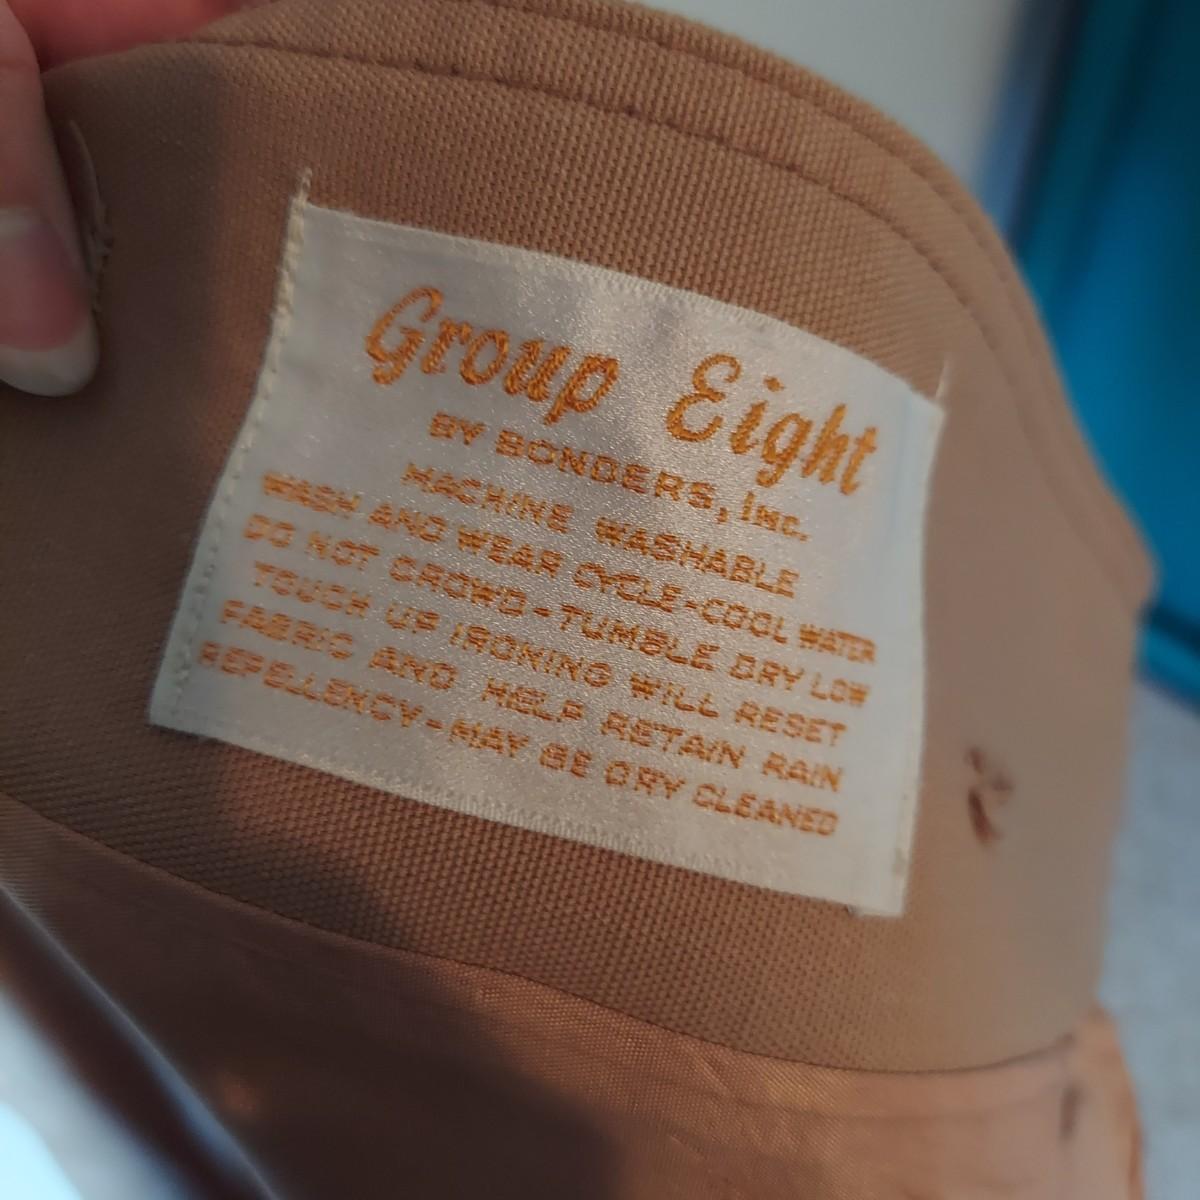 Group Eight
BY BONDERS, INC.
MACHINE WASHABLE
WASH AND WEAR CYCLE-COOL WATER
DO NOT CROWD-TUMBLE DRY LOW
TOUCH UP IRONING WILL RESET
FABRIC AND HELP RETAIN RAIN
REPELLENCY-MAY BE DRY CLEANED